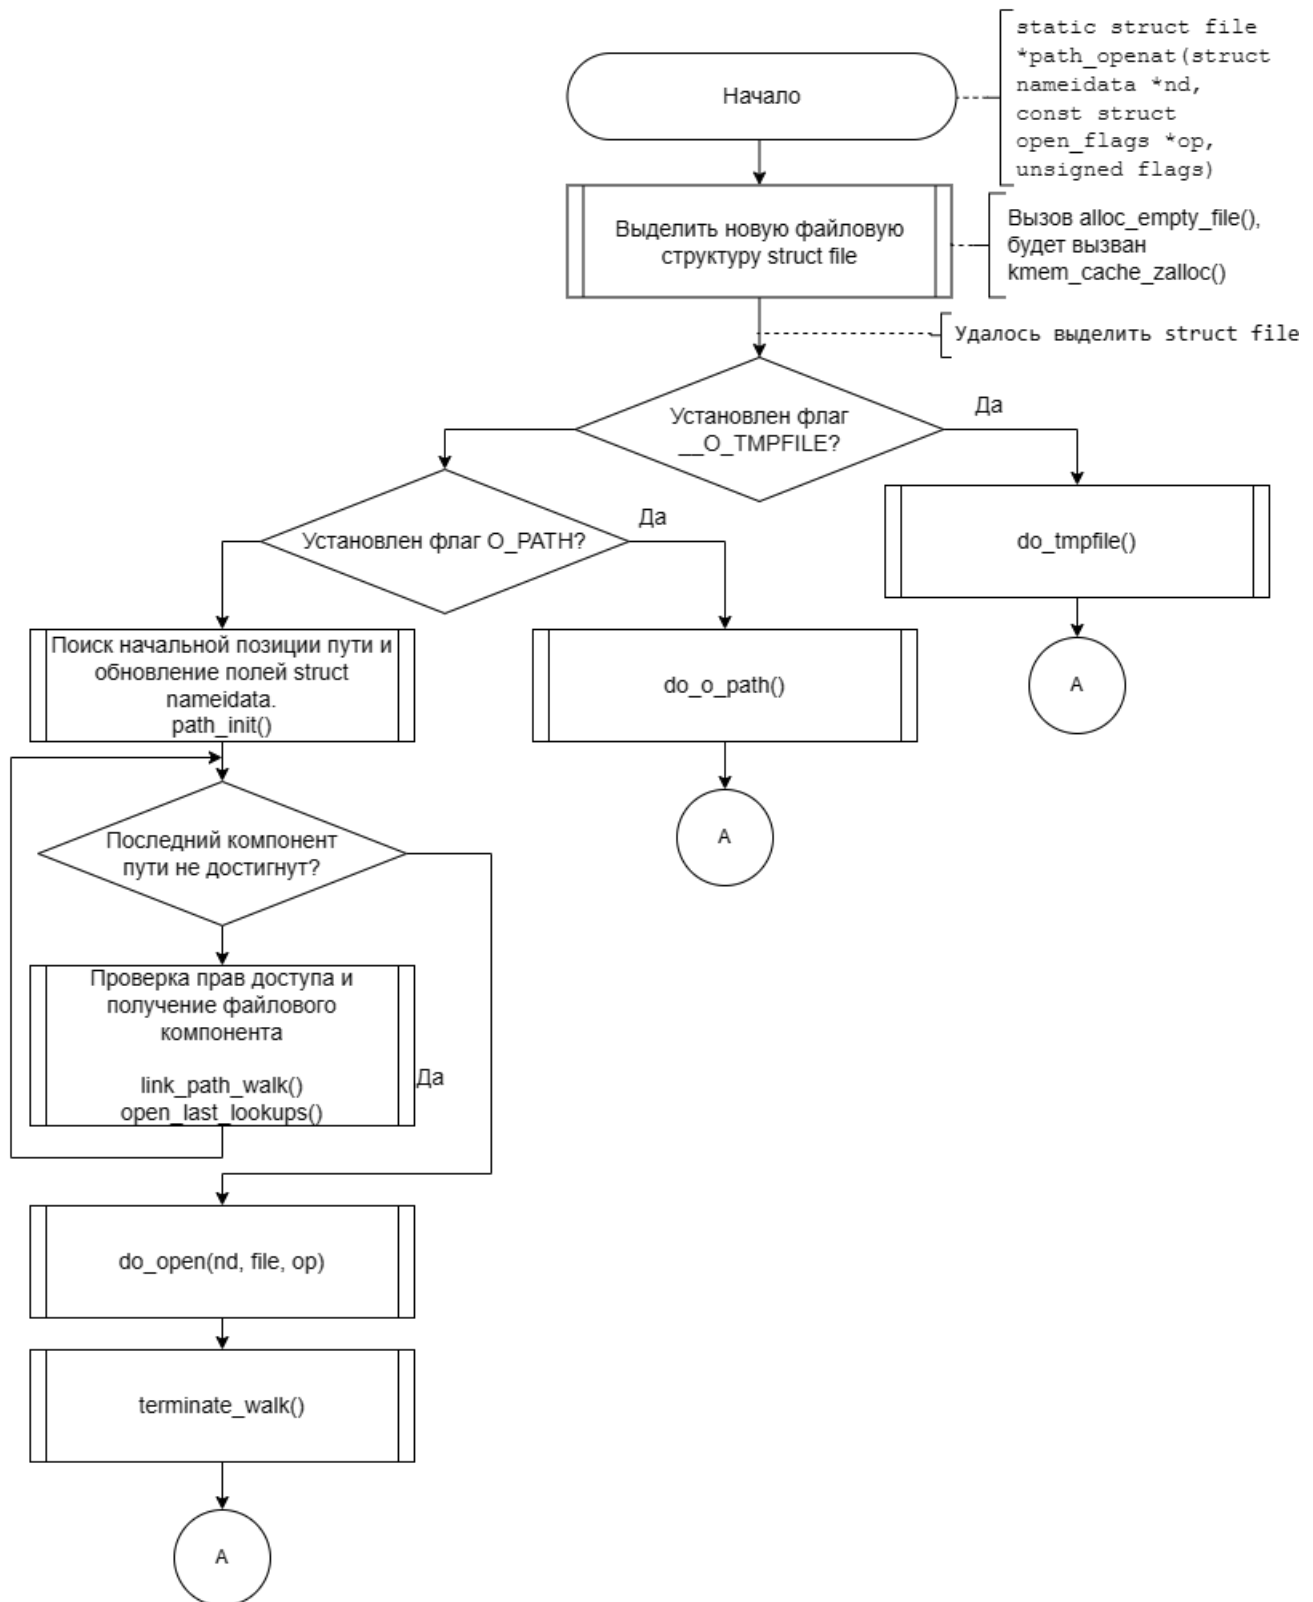 Начало
static struct file
*path_openat(struct
nameidata *nd,
const struct
open_flags *op,
unsigned flags)
Выделить новую файловую
структуру struct file
Вызов alloc_empty_file(),
будет вызван
kmem_cache_zalloc()
Удалось выделить struct file
Установлен флаг
__O_TMPFILE?
Да
Установлен флаг O_PATH?
Да
do_tmpfile()
A
Поиск начальной позиции пути и
обновление полей struct
nameidata.
path_init()
do_o_path()
A
Последний компонент
пути не достигнут?
Проверка прав доступа и
получение файлового
компонента
link_path_walk()
open_last_lookups()
Да
do_open(nd, file, op)
terminate_walk()
A